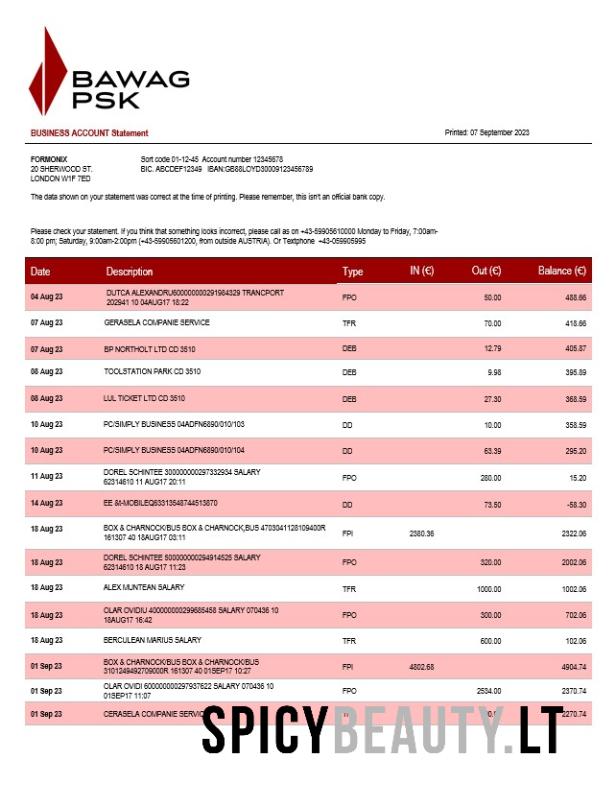 BAWAG
PSK
BUSINESS ACCOUNT Statement Printed: 07 September 2023
FORMONIX Sort code 01-12-45 Account number 12345678
20 SHERWOOD ST. BIC. ABCDEF12349 IBAN:GB88LOYD30009123456789
LONDON W1F 7ED
The data shown on your statement was correct at the time of printing. Please remember, this isn't an official bank copy.
Please check your statement. If you think that something looks incorrect, please call as on +43-59905610000 Monday to Friday, 7:00am-
8:00 pm; Saturday, 9:00am-2:00pm (+43-5995601200, from outside AUSTRIA). Or Textphone +43-059905995
Date Description Type IN (€) Out (€) Balance (€)
04 Aug 23 DUTCA ALEXANDRU600000000291984329 TRANCPORT FPO 50.00 488.66
202941 10 04AUG17 18:22
07 Aug 23 GERASELA COMPANIE SERVICE TFR 70.00 418.66
07 Aug 23 BP NORTHOLT LTD CD 3510 DEB 12.79 405.87
08 Aug 23 TOOLSTATION PARK CD 3510 DEB 9.98 395.89
08 Aug 23 LUL TICKET LTD CD 3510 DEB 27.30 368.59
10 Aug 23 PC/SIMPLY BUSINESS 04ADFN6890/010/103 DD 10.00 358.59
10 Aug 23 PC/SIMPLY BUSINESS 04ADFN6890/010/104 DD 63.39 295.20
11 Aug 23 DOREL SCHINTEE 300000000297332934 SALARY FPO 280.00 15.20
62314610 11 AUG17 20:11
14 Aug 23 EE &t-MOBILEQ63313548744513870 DD 73.50 -58.30
18 Aug 23 BOX & CHARNOCK/BUS BOX & CHARNOCK,BUS 4703041128109400R FPI 2380.36 2322.06
161307 40 18AUG17 03:11
18 Aug 23 DOREL SCHINTEE 500000000294914525 SALARY FPO 320.00 2002.06
62314610 18 AUG17 11:23
18 Aug 23 ALEX MUNTEAN SALARY TFR 1000.00 1002.06
18 Aug 23 OLAR OVIDIU 400000000299685458 SALARY 070436 10 FPO 300.00 702.06
18AUG17 16:42
18 Aug 23 BERCULEAN MARIUS SALARY TFR 600.00 102.06
01 Sep 23 BOX & CHARNOCK/BUS BOX & CHARNOCK/BUS FPI 4802.68 4904.74
3101249492709000R 161307 40 01SEP17 10:27
01 Sep 23 OLAR OVIDI 600000000297937622 SALARY 070436 10 FPO 2534.00 2370.74
01SEP17 11:07
01 Sep 23 CERASELA COMPANIE 2270.74
SPICYBEAUTY.LT